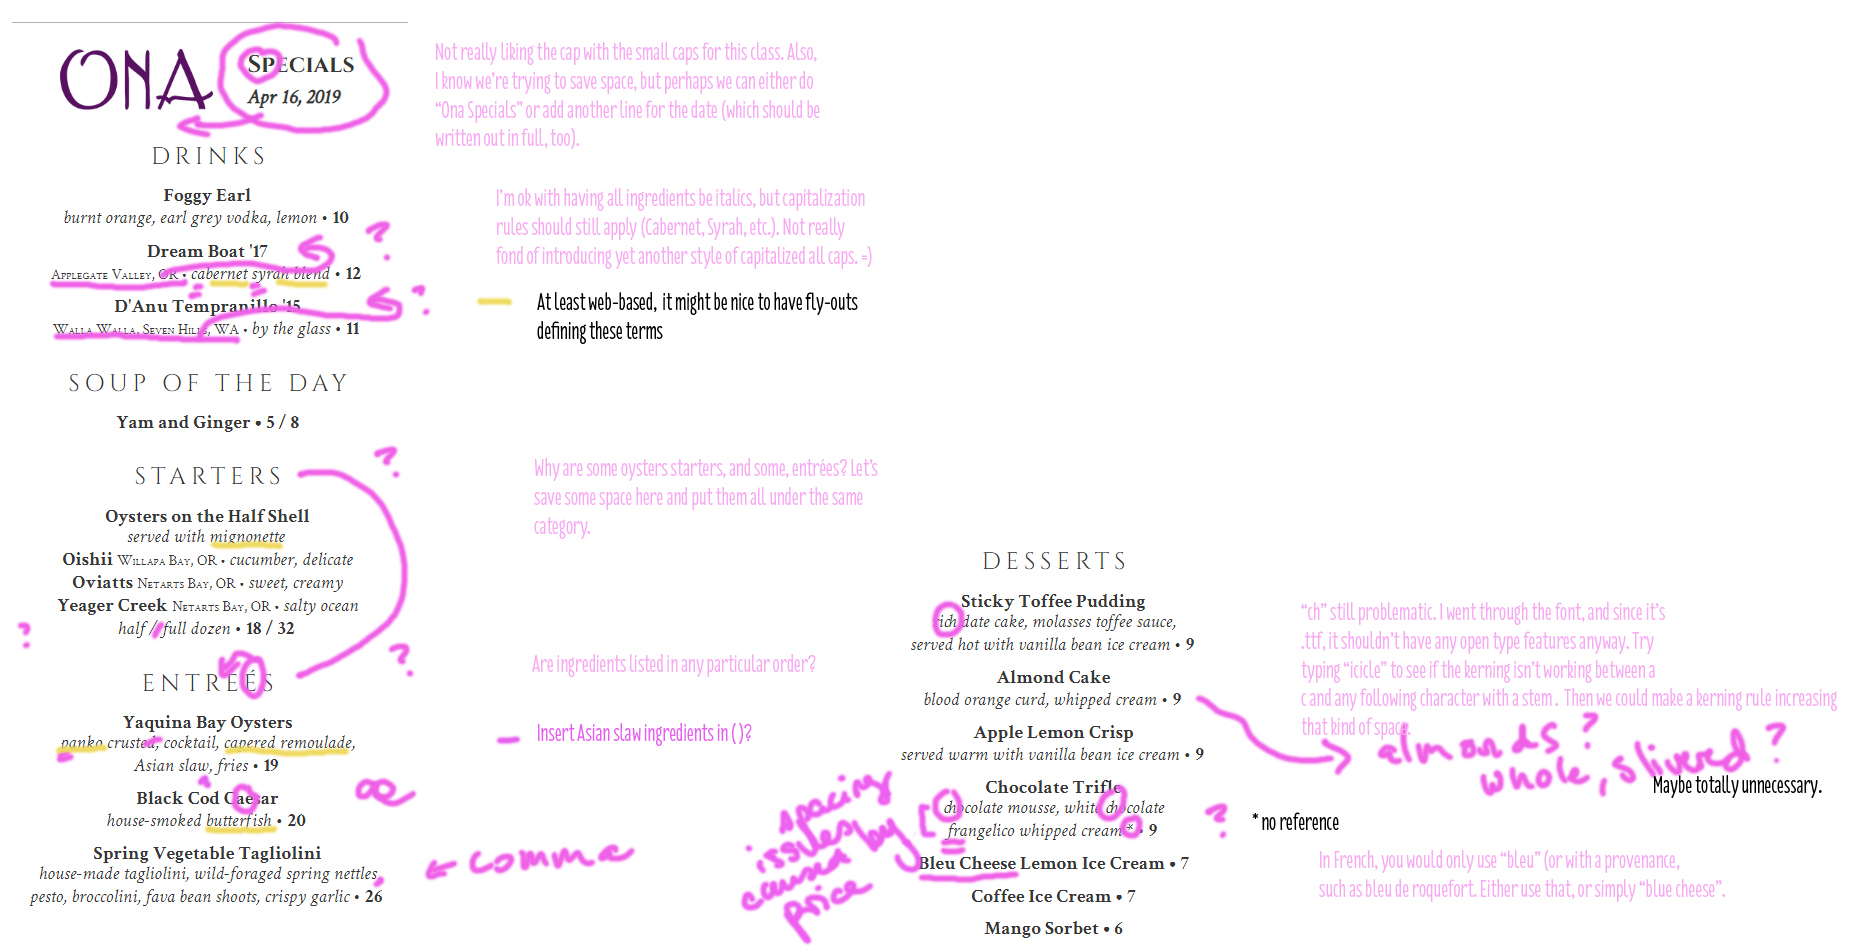 ONA
Specials
Apr 16, 2019
Not really liking the cap with the small caps for this class. Also,
I know we're trying to save space, but perhaps we can either do
“Ona Specials” or add another line for the date (which should be
written out in full, too).
DRINKS
Foggy Earl
burnt orange, earl grey vodka, lemon • 10
?
Dream Boat '17
Applegate Valley, OR • cabernet syrah blend • 12
?
D'Anu Tempranillo '15
Walla Walla, Seven Hills, WA • by the glass • 11
I'm ok with having all ingredients be italics, but capitalization
rules should still apply (Cabernet, Syrah, etc.). Not really
fond of introducing yet another style of capitalized all caps. =)
At least web-based, it might be nice to have fly-outs
defining these terms
SOUP OF THE DAY
Yam and Ginger • 5 / 8
STARTERS
?
Oysters on the Half Shell
served with mignonette
Oishii Willapa Bay, OR • cucumber, delicate
Oviatts Netarts Bay, OR • sweet, creamy
Yeager Creek Netarts Bay, OR • salty ocean
? half / full dozen • 18 / 32
Why are some oysters starters, and some, entrées? Let's
save some space here and put them all under the same
category.
ENTRÉES
?
Are ingredients listed in any particular order?
Yaquina Bay Oysters
panko crusted, cocktail, capered remoulade,
Asian slaw, fries • 19
Insert Asian slaw ingredients in ( )?
Black Cod Caesar
æ
house-smoked butterfish • 20
Spring Vegetable Tagliolini
house-made tagliolini, wild-foraged spring nettles,
pesto, broccolini, fava bean shoots, crispy garlic • 26
comma
DESSERTS
Sticky Toffee Pudding
rich date cake, molasses toffee sauce,
served hot with vanilla bean ice cream • 9
“ch” still problematic. I went through the font, and since it's
.ttf, it shouldn't have any open type features anyway. Try
typing “icicle” to see if the kerning isn't working between a
c and any following character with a stem . Then we could make a kerning rule increasing
that kind of space.
Almond Cake
blood orange curd, whipped cream • 9
almonds?
whole, slivered?
Maybe totally unnecessary.
Apple Lemon Crisp
served warm with vanilla bean ice cream • 9
Chocolate Trifle
chocolate mousse, white chocolate
frangelico whipped cream* • 9
spacing
issues
caused by
price
?
* no reference
Bleu Cheese Lemon Ice Cream • 7
In French, you would only use “bleu” (or with a provenance,
such as bleu de roquefort. Either use that, or simply “blue cheese”.
Coffee Ice Cream • 7
Mango Sorbet • 6